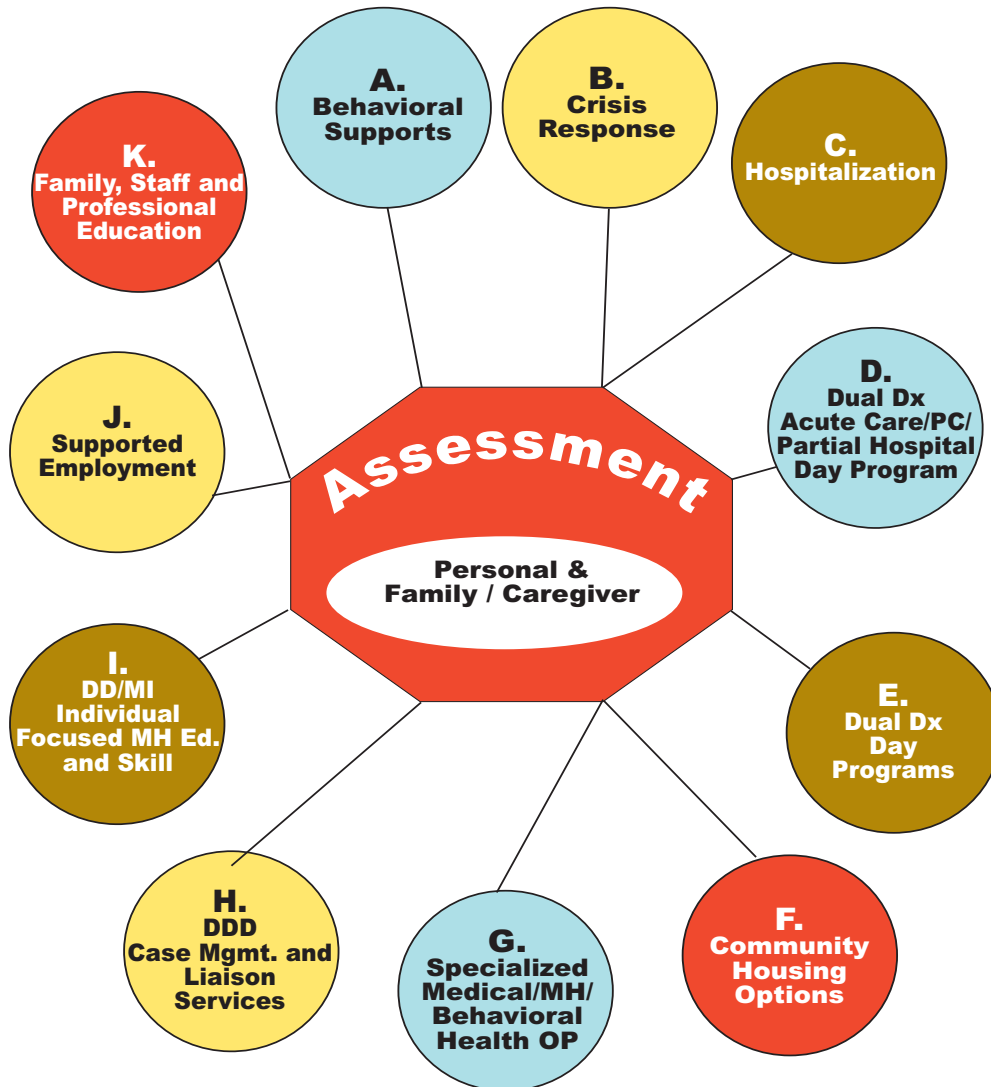 A.
Behavioral
Supports
B.
Crisis
Response
C.
Hospitalization
D.
Dual Dx
Acute Care/PC/
Partial Hospital
Day Program
E.
Dual Dx
Day
Programs
F.
Community
Housing
Options
G.
Specialized
Medical/MH/
Behavioral
Health OP
H.
DDD
Case Mgmt. and
Liaison
Services
I.
DD/MI
Individual
Focused MH Ed.
and Skill
J.
Supported
Employment
K.
Family, Staff and
Professional
Education
Assessment
Personal &
Family / Caregiver